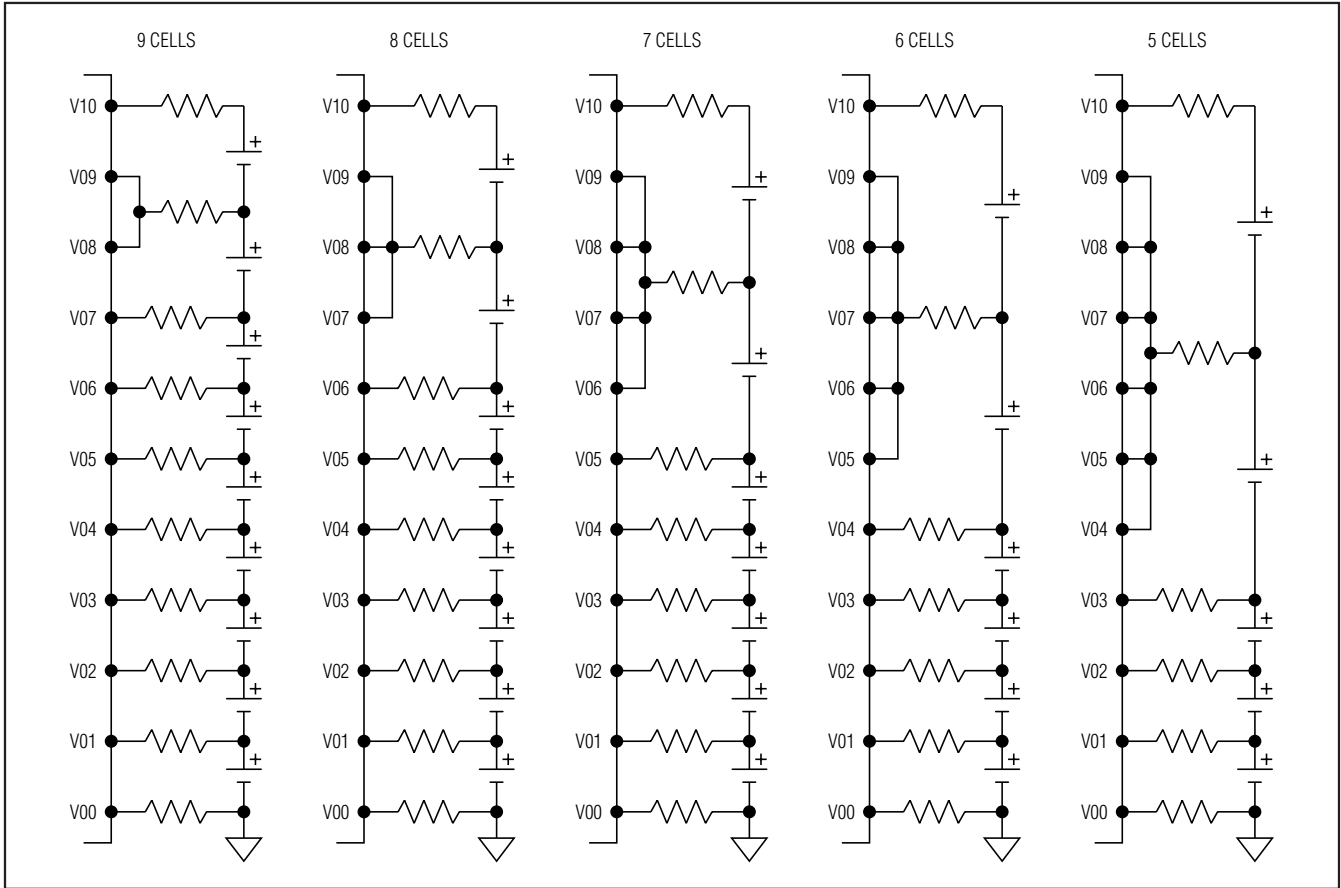 9 CELLS
V10
V09
V08
V07
V06
V05
V04
V03
V02
V01
V00
+
+
+
+
+
+
+
+
+
8 CELLS
V10
V09
V08
V07
V06
V05
V04
V03
V02
V01
V00
+
+
+
+
+
+
+
+
7 CELLS
V10
V09
V08
V07
V06
V05
V04
V03
V02
V01
V00
+
+
+
+
+
+
+
6 CELLS
V10
V09
V08
V07
V06
V05
V04
V03
V02
V01
V00
+
+
+
+
+
+
5 CELLS
V10
V09
V08
V07
V06
V05
V04
V03
V02
V01
V00
+
+
+
+
+